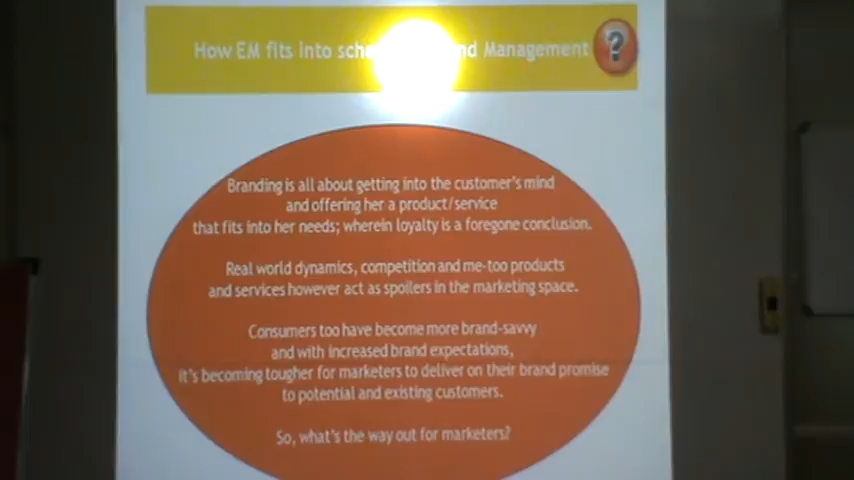 How EM fits into sch nd Management ?
Branding is all about getting into the customer's mind
and offering her a product/service
that fits into her needs; wherein loyalty is a foregone conclusion.
Real world dynamics, competition and me-too products
and services however act as spoilers in the marketing space.
Consumers too have become more brand-savvy
and with increased brand expectations,
it's becoming tougher for marketers to deliver on their brand promise
to potential and existing customers.
So, what's the way out for marketers?